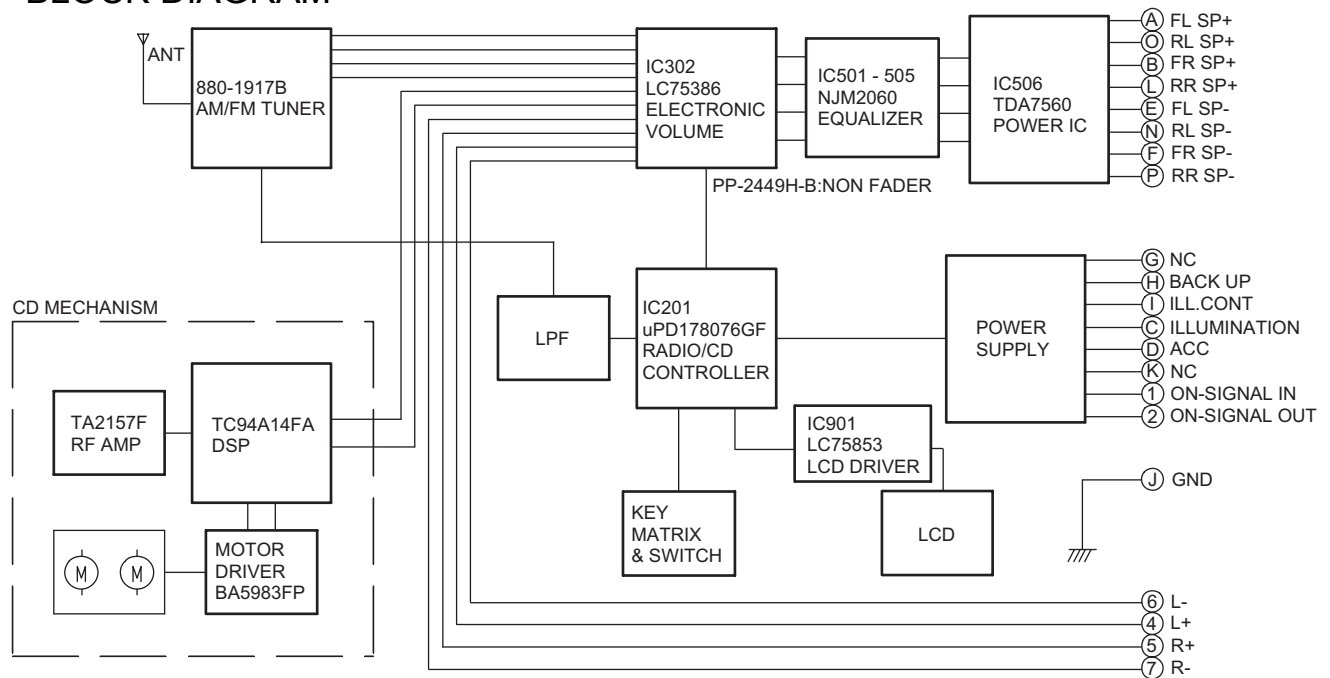 BLOCK DIAGRAM
ANT
880-1917B
AM/FM TUNER
IC302
LC75386
ELECTRONIC
VOLUME
IC501 - 505
NJM2060
EQUALIZER
IC506
TDA7560
POWER IC
A FL SP+
O RL SP+
B FR SP+
L RR SP+
E FL SP-
N RL SP-
F FR SP-
P RR SP-
PP-2449H-B:NON FADER
CD MECHANISM
TA2157F
RF AMP
TC94A14FA
DSP
M M
MOTOR
DRIVER
BA5983FP
LPF
IC201
uPD178076GF
RADIO/CD
CONTROLLER
KEY
MATRIX
& SWITCH
IC901
LC75853
LCD DRIVER
LCD
POWER
SUPPLY
G NC
H BACK UP
I ILL.CONT
C ILLUMINATION
D ACC
K NC
1 ON-SIGNAL IN
2 ON-SIGNAL OUT
J GND
6 L-
4 L+
5 R+
7 R-